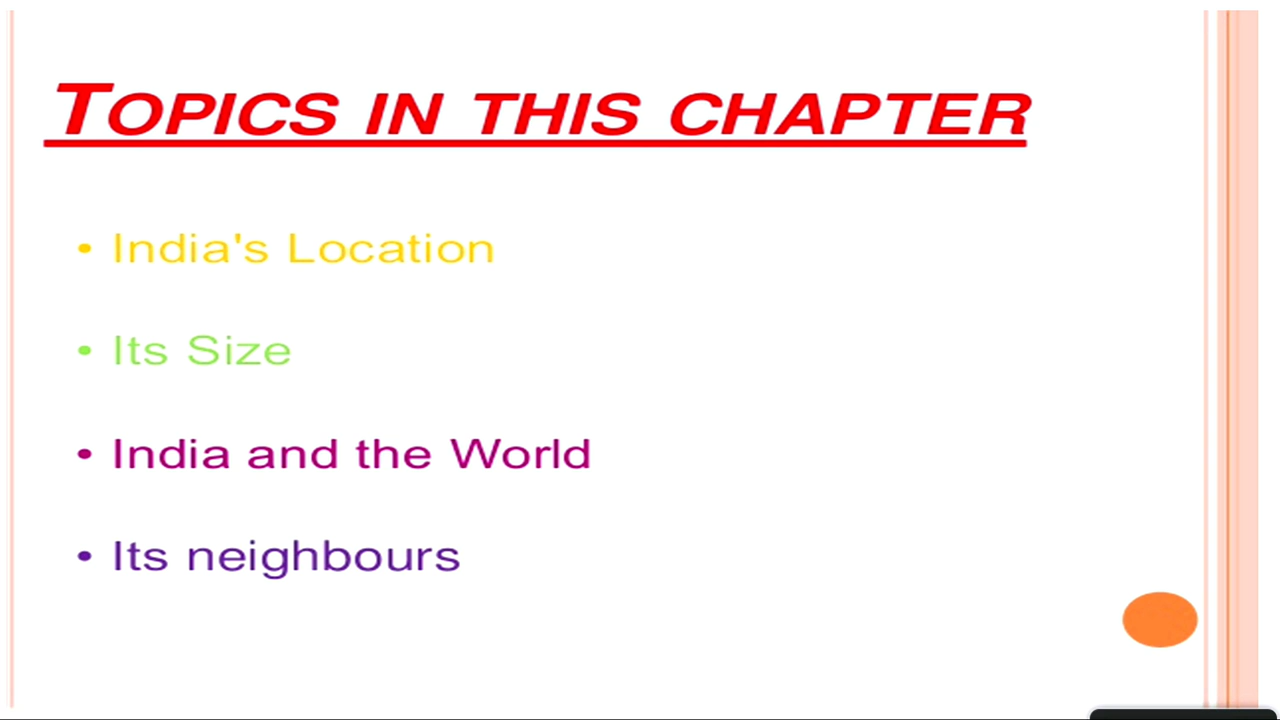 TOPICS IN THIS CHAPTER
• India's Location
• Its Size
• India and the World
• Its neighbours